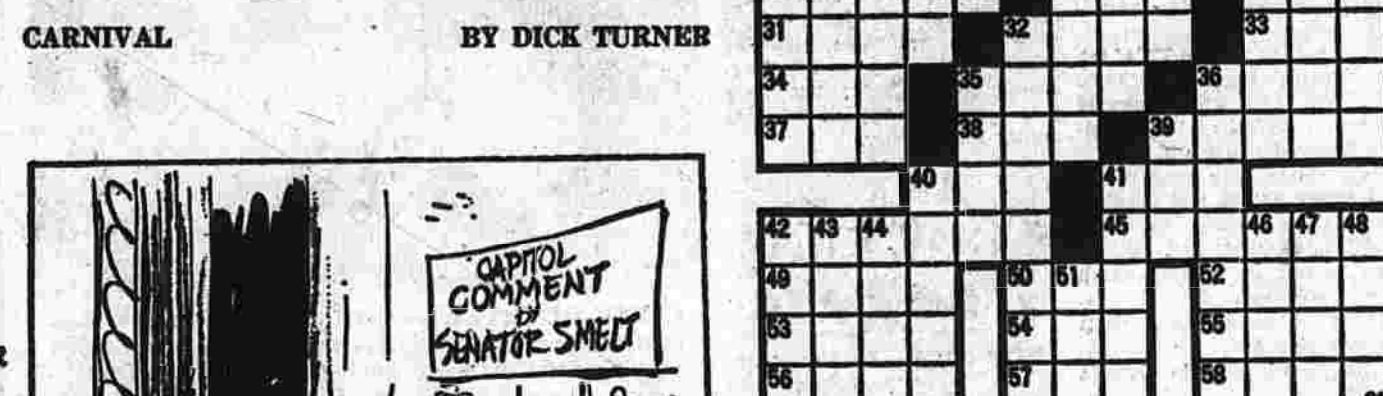 CARNIVAL BY DICK TURNER
CAPITOL
COMMENT
BY
SENATOR SMELT
31 32 33
34 35 36
37 38 39
40 41
42 43 44 45 46 47 48
49 50 51 52
53 54 55
56 57 58